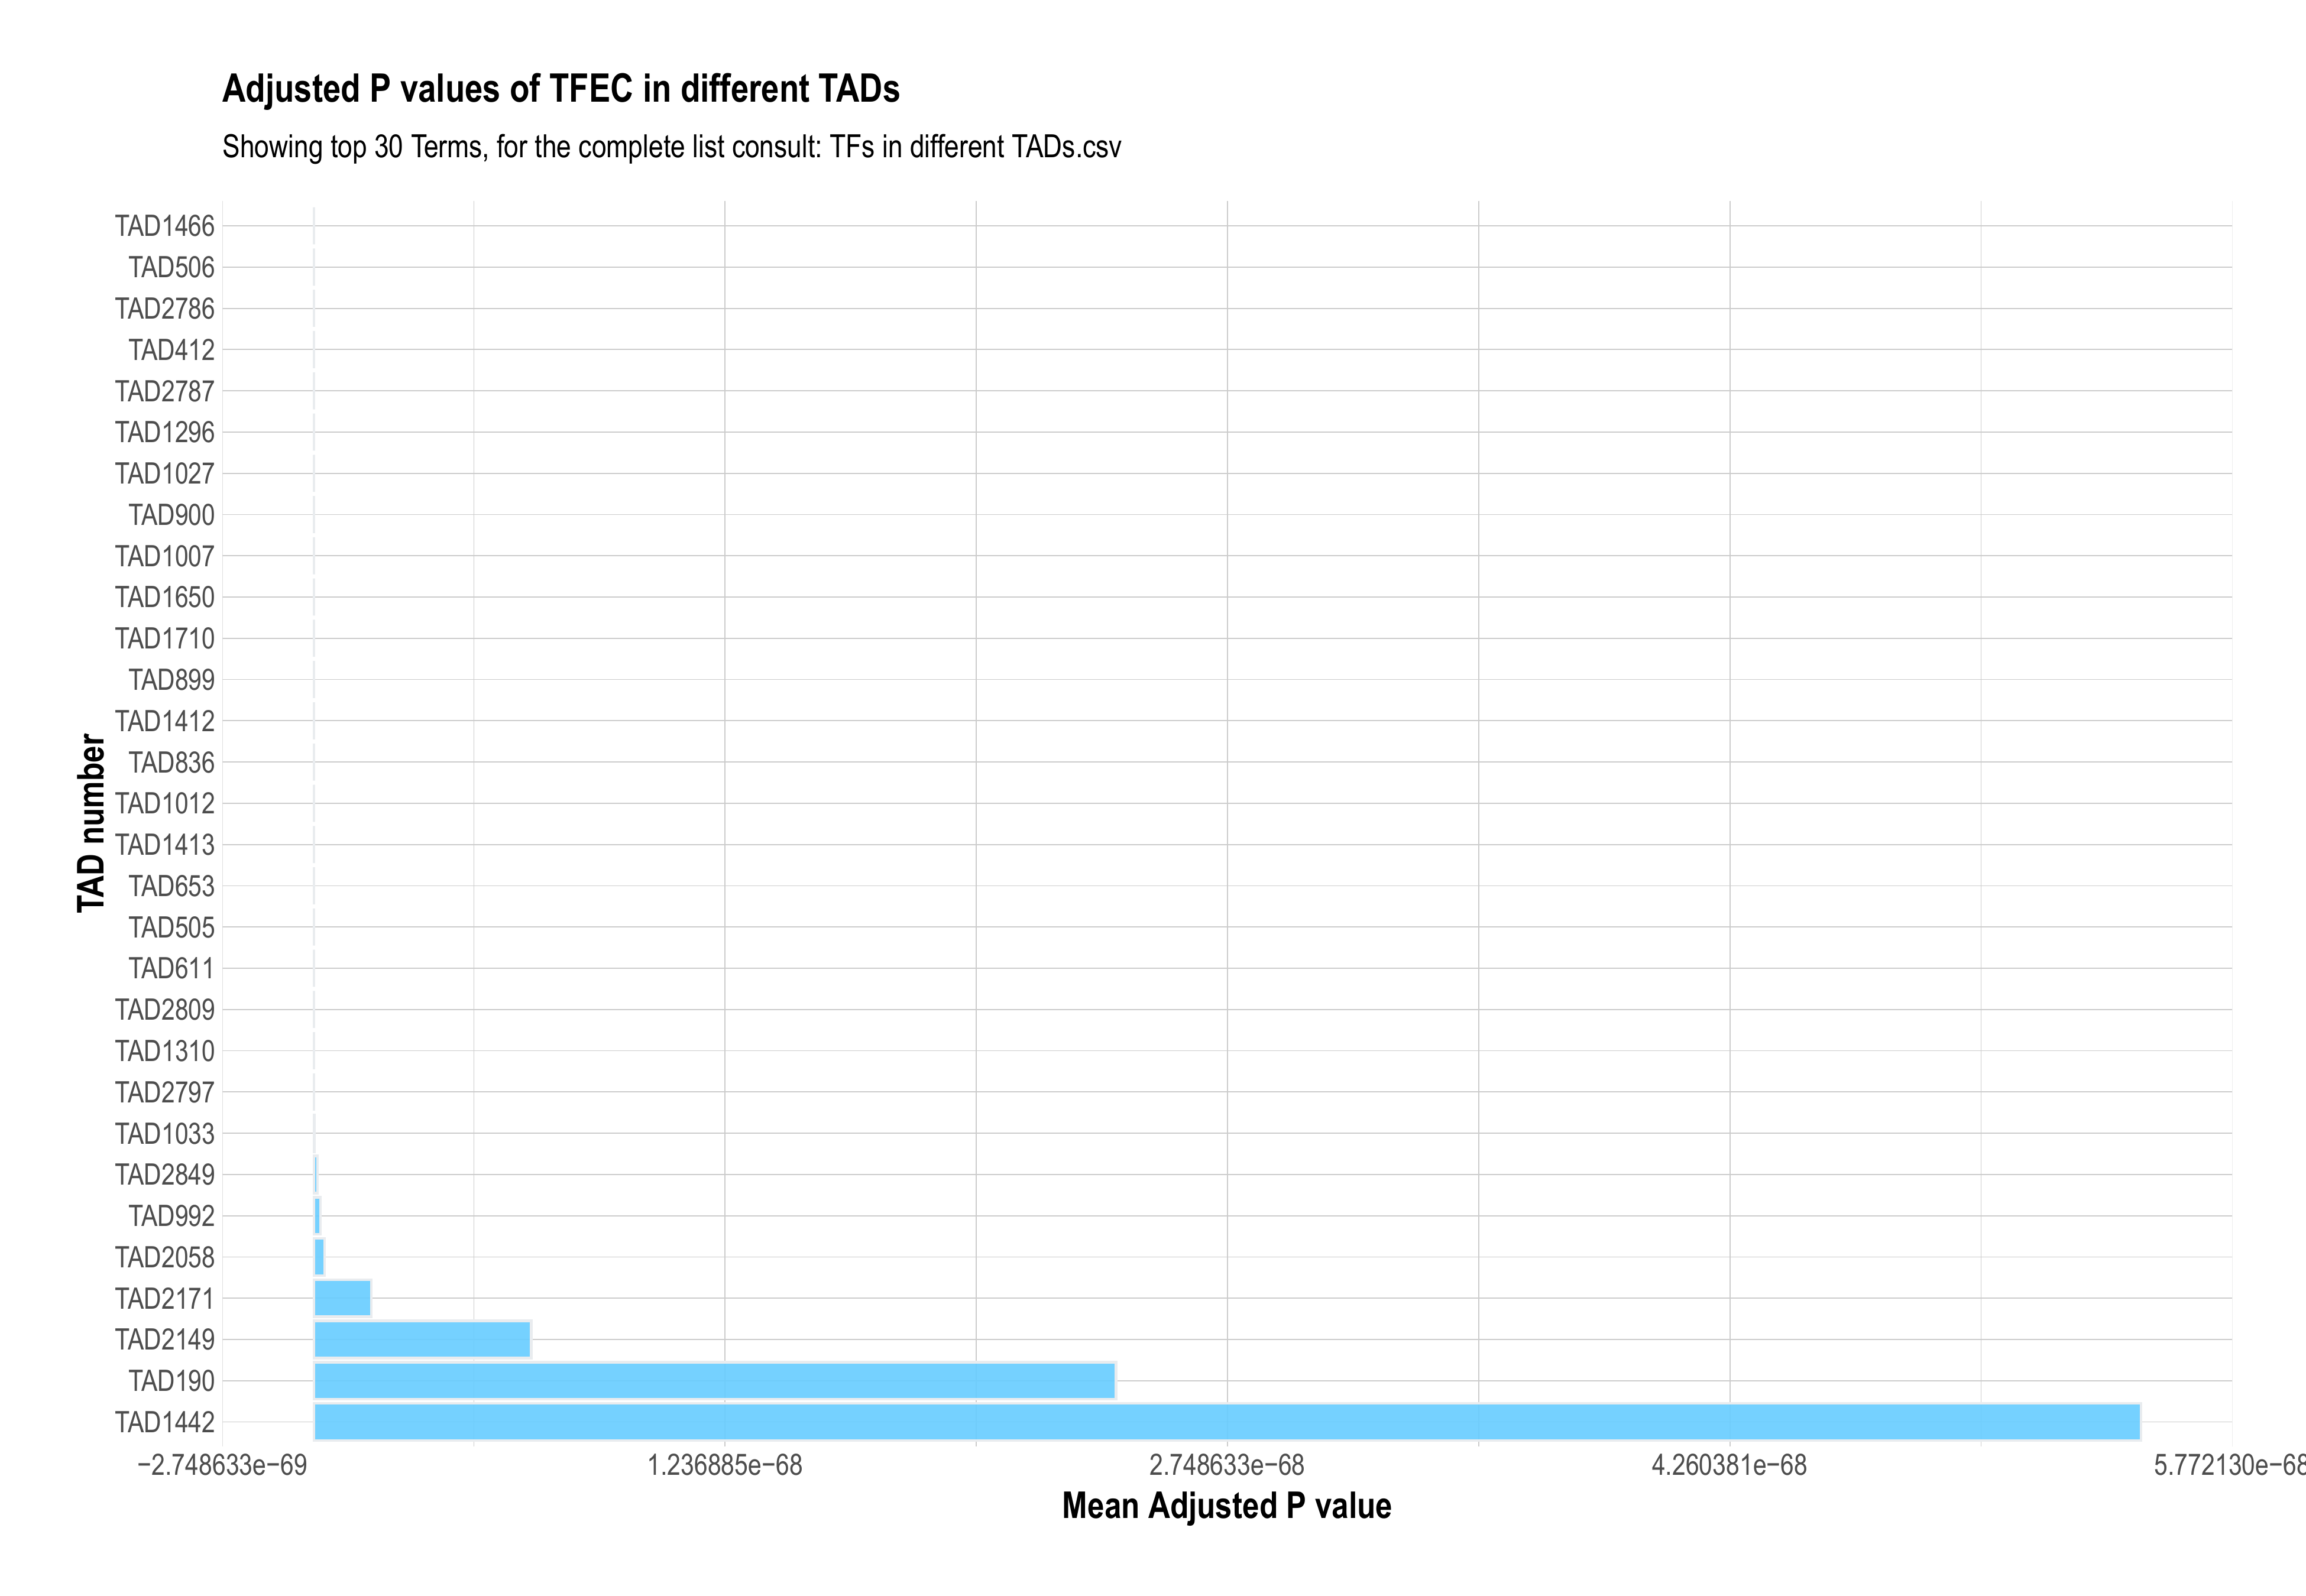 Adjusted P values of TFEC in different TADs
Showing top 30 Terms, for the complete list consult: TFs in different TADs.csv
TAD number
TAD1466
TAD506
TAD2786
TAD412
TAD2787
TAD1296
TAD1027
TAD900
TAD1007
TAD1650
TAD1710
TAD899
TAD1412
TAD836
TAD1012
TAD1413
TAD653
TAD505
TAD611
TAD2809
TAD1310
TAD2797
TAD1033
TAD2849
TAD992
TAD2058
TAD2171
TAD2149
TAD190
TAD1442
−2.748633e−69 1.236885e−68 2.748633e−68 4.260381e−68 5.772130e−68
Mean Adjusted P value